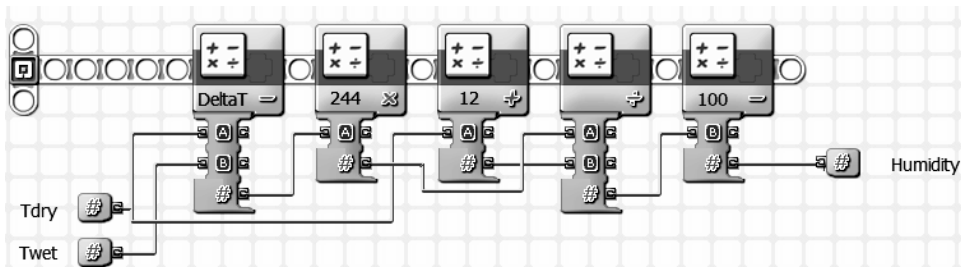 DeltaT −
244 ×
12 +
÷
100 −
A A A A B
B # # B #
# #
# Humidity
Tdry #
Twet #